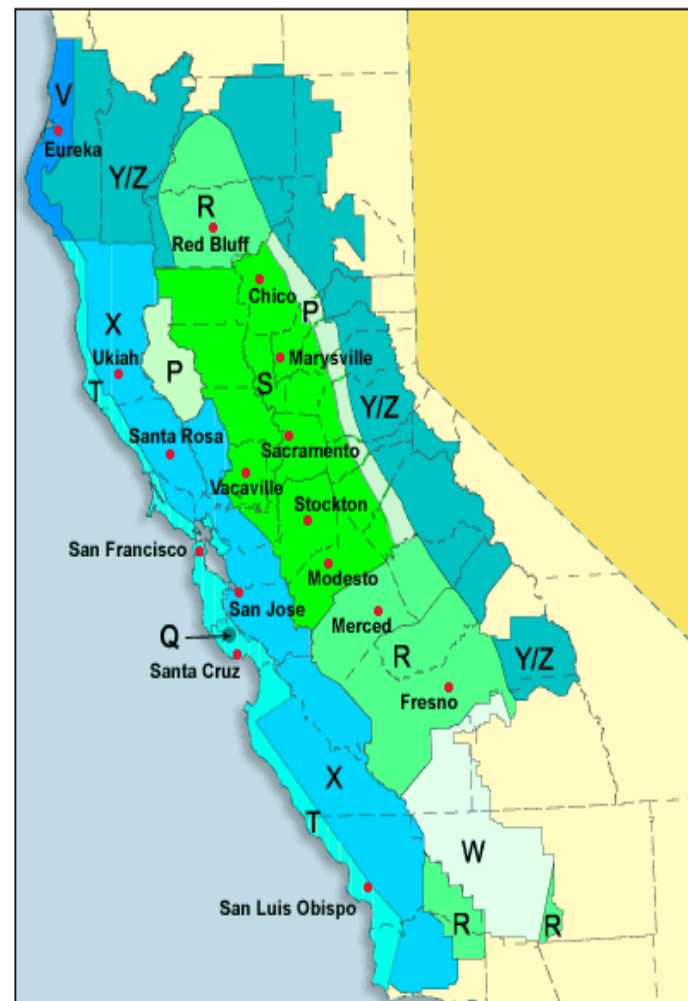 V
Eureka
Y/Z
R
Red Bluff
Chico
P
X
Marysville
Ukiah
P
S
T
Y/Z
Santa Rosa
Sacramento
Vacaville
Stockton
San Francisco
Modesto
San Jose
Merced
Q
R
Y/Z
Santa Cruz
Fresno
X
T
W
San Luis Obispo
R
R